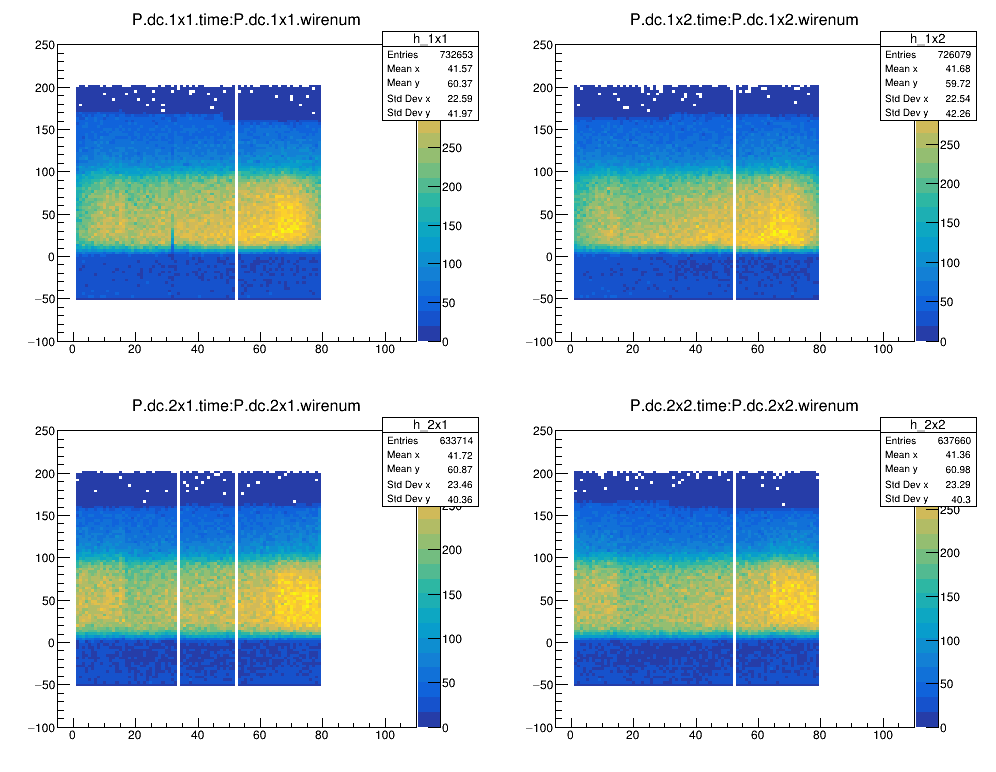 P.dc.1x1.time:P.dc.1x1.wirenum
h_1x1
Entries 732653
Mean x 41.57
Mean y 60.37
Std Dev x 22.59
Std Dev y 41.97
250
200
150
100
50
0
−50
−100
0 20 40 60 80 100
250
200
150
100
50
0
P.dc.1x2.time:P.dc.1x2.wirenum
h_1x2
Entries 726079
Mean x 41.68
Mean y 59.72
Std Dev x 22.54
Std Dev y 42.26
250
200
150
100
50
0
−50
−100
0 20 40 60 80 100
250
200
150
100
50
0
P.dc.2x1.time:P.dc.2x1.wirenum
h_2x1
Entries 633714
Mean x 41.72
Mean y 60.87
Std Dev x 23.46
Std Dev y 40.36
250
200
150
100
50
0
−50
−100
0 20 40 60 80 100
250
200
150
100
50
0
P.dc.2x2.time:P.dc.2x2.wirenum
h_2x2
Entries 637660
Mean x 41.36
Mean y 60.98
Std Dev x 23.29
Std Dev y 40.3
250
200
150
100
50
0
−50
−100
0 20 40 60 80 100
250
200
150
100
50
0